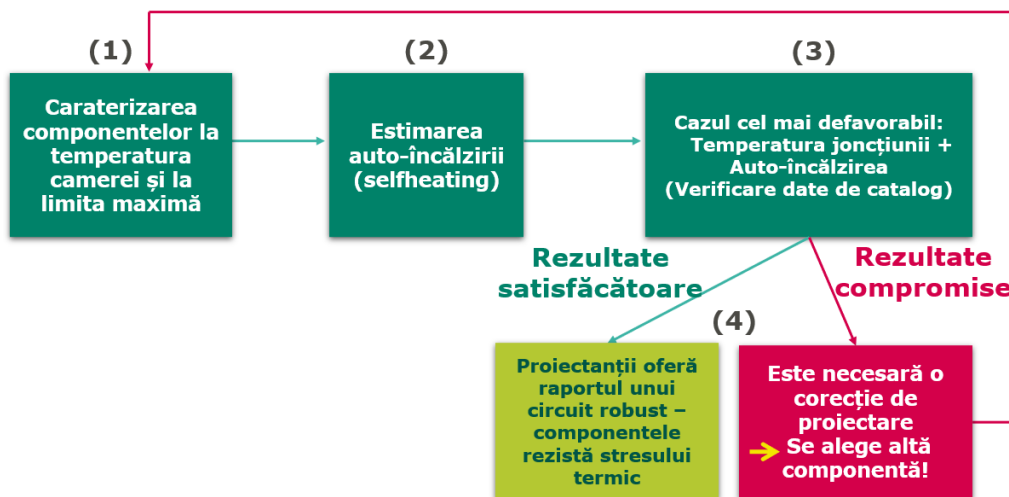 (1)
Caraterizarea
componentelor la
temperatura
camerei și la
limita maximă
(2)
Estimarea
auto-încălzirii
(selfheating)
(3)
Cazul cel mai defavorabil:
Temperatura joncțiunii +
Auto-încălzirea
(Verificare date de catalog)
Rezultate
satisfăcătoare
Rezultate
compromise
(4)
Proiectanții oferă
raportul unui
circuit robust –
componentele
rezistă stresului
termic
Este necesară o
corecție de
proiectare
Se alege altă
componentă!